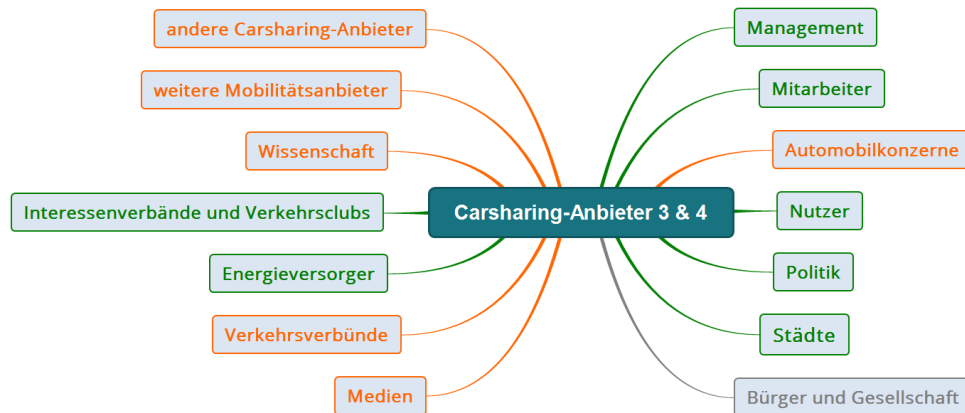 andere Carsharing-Anbieter
weitere Mobilitätsanbieter
Wissenschaft
Interessenverbände und Verkehrsclubs
Energieversorger
Verkehrsverbünde
Medien
Carsharing-Anbieter 3 & 4
Management
Mitarbeiter
Automobilkonzerne
Nutzer
Politik
Städte
Bürger und Gesellschaft